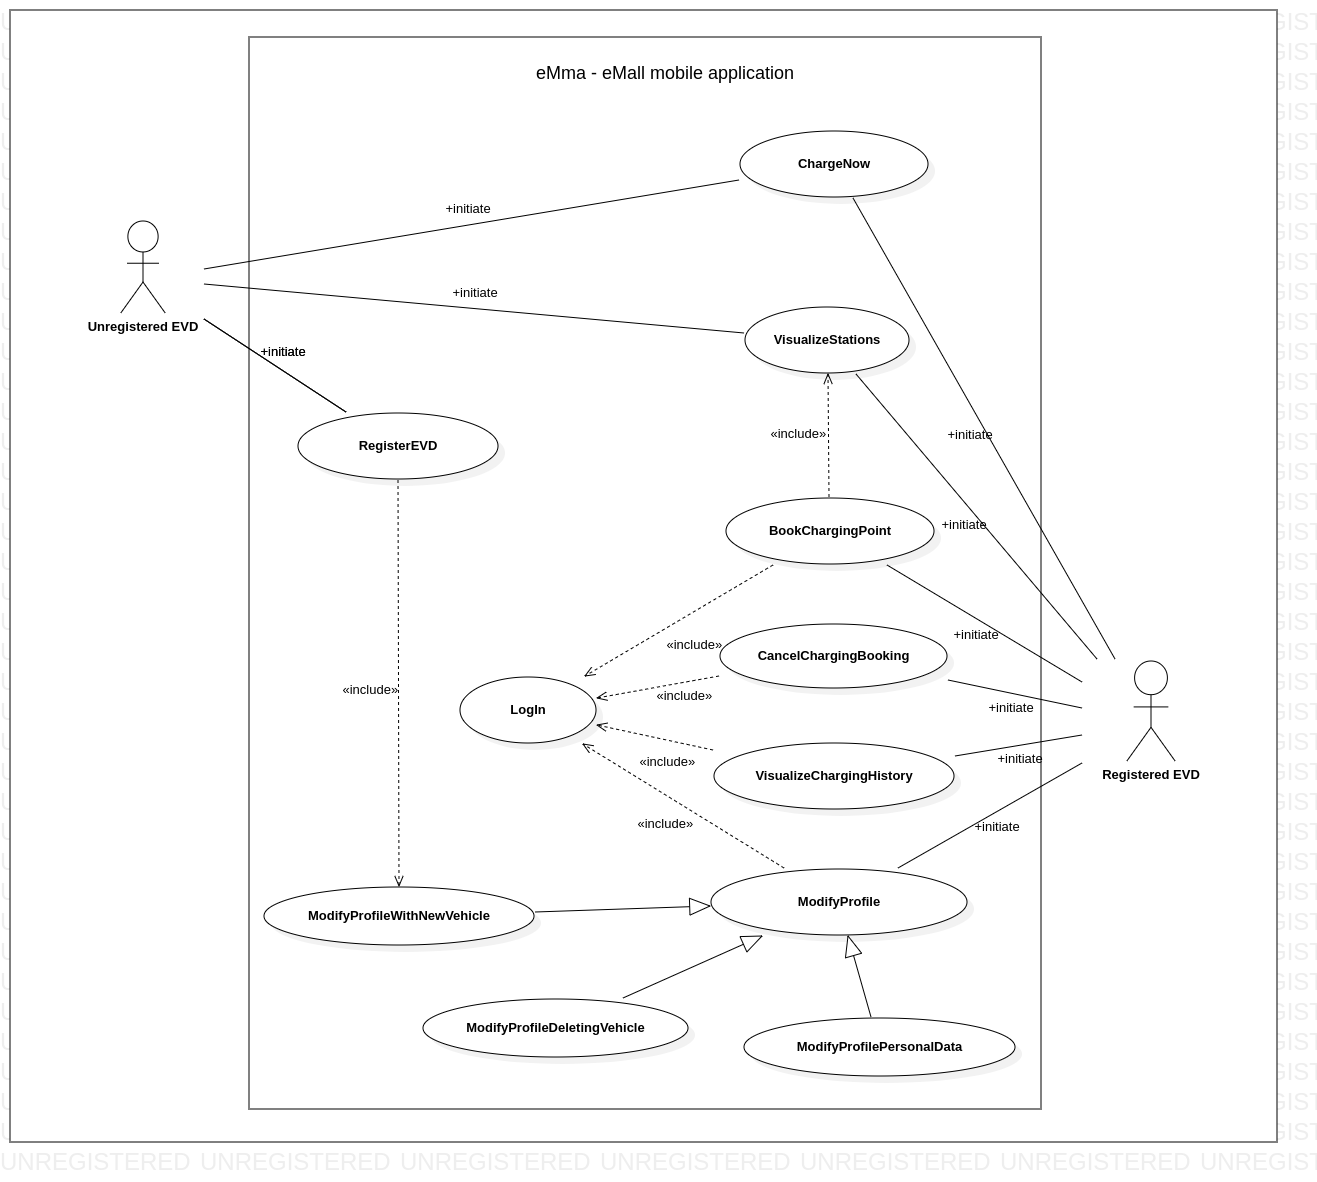 eMma - eMall mobile application
ChargeNow
+initiate
+initiate
Unregistered EVD
VisualizeStations
+initiate
RegisterEVD
«include»
+initiate
BookChargingPoint
+initiate
+initiate
«include»
CancelChargingBooking
«include»
«include»
LogIn
+initiate
«include»
VisualizeChargingHistory
+initiate
Registered EVD
«include»
+initiate
ModifyProfile
ModifyProfileWithNewVehicle
ModifyProfileDeletingVehicle
ModifyProfilePersonalData
UNREGISTERED UNREGISTERED UNREGISTERED UNREGISTERED UNREGISTERED UNREGISTERED UNREGIST